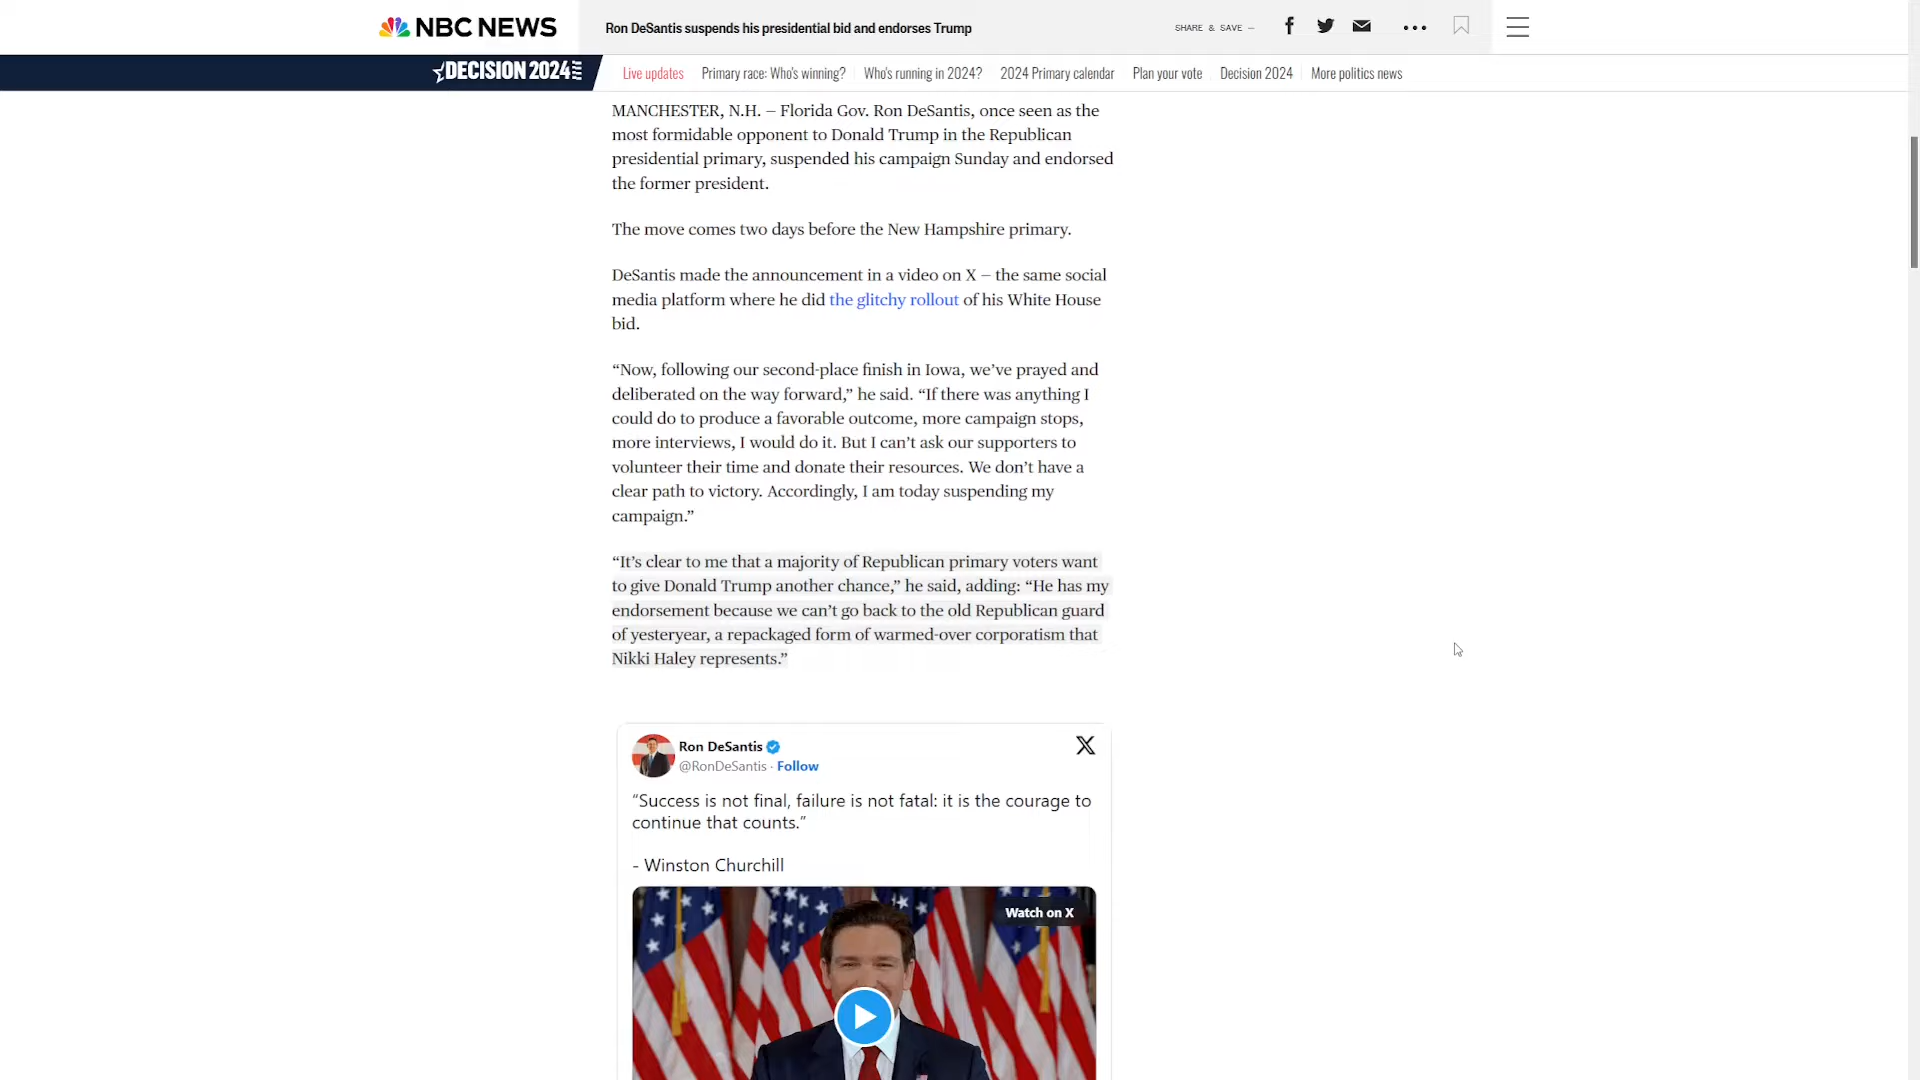 NBC NEWS
Ron DeSantis suspends his presidential bid and endorses Trump
SHARE & SAVE —
DECISION 2024
Live updates
Primary race: Who's winning?
Who's running in 2024?
2024 Primary calendar
Plan your vote
Decision 2024
More politics news
MANCHESTER, N.H. — Florida Gov. Ron DeSantis, once seen as the
most formidable opponent to Donald Trump in the Republican
presidential primary, suspended his campaign Sunday and endorsed
the former president.
The move comes two days before the New Hampshire primary.
DeSantis made the announcement in a video on X — the same social
media platform where he did the glitchy rollout of his White House
bid.
“Now, following our second-place finish in Iowa, we’ve prayed and
deliberated on the way forward,” he said. “If there was anything I
could do to produce a favorable outcome, more campaign stops,
more interviews, I would do it. But I can’t ask our supporters to
volunteer their time and donate their resources. We don’t have a
clear path to victory. Accordingly, I am today suspending my
campaign.”
“It’s clear to me that a majority of Republican primary voters want
to give Donald Trump another chance,” he said, adding: “He has my
endorsement because we can’t go back to the old Republican guard
of yesteryear, a repackaged form of warmed-over corporatism that
Nikki Haley represents.”
Ron DeSantis
@RonDeSantis · Follow
“Success is not final, failure is not fatal: it is the courage to
continue that counts.”
- Winston Churchill
Watch on X